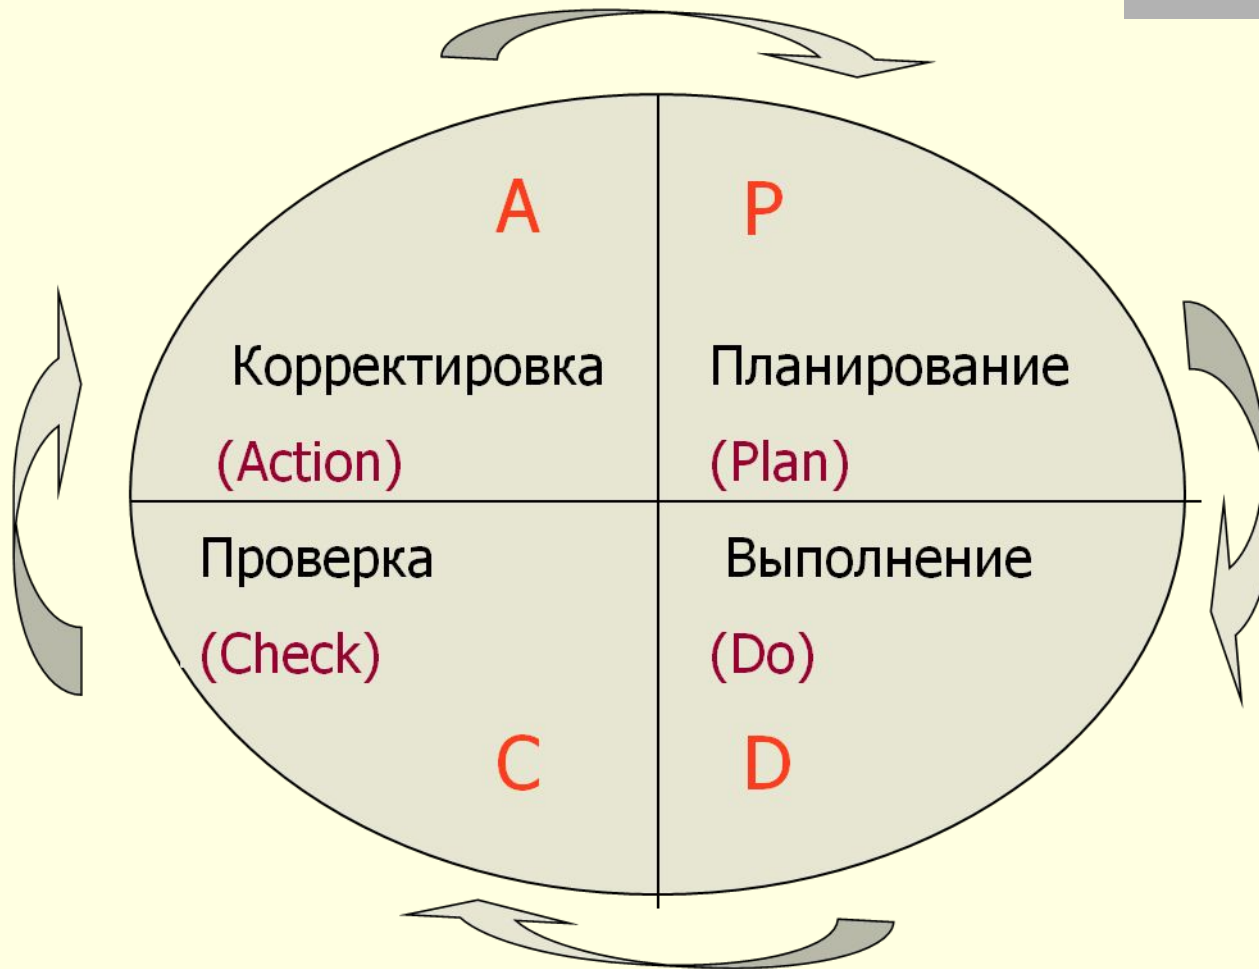 A
P
Корректировка
Планирование
(Action)
(Plan)
Проверка
Выполнение
(Check)
(Do)
C
D